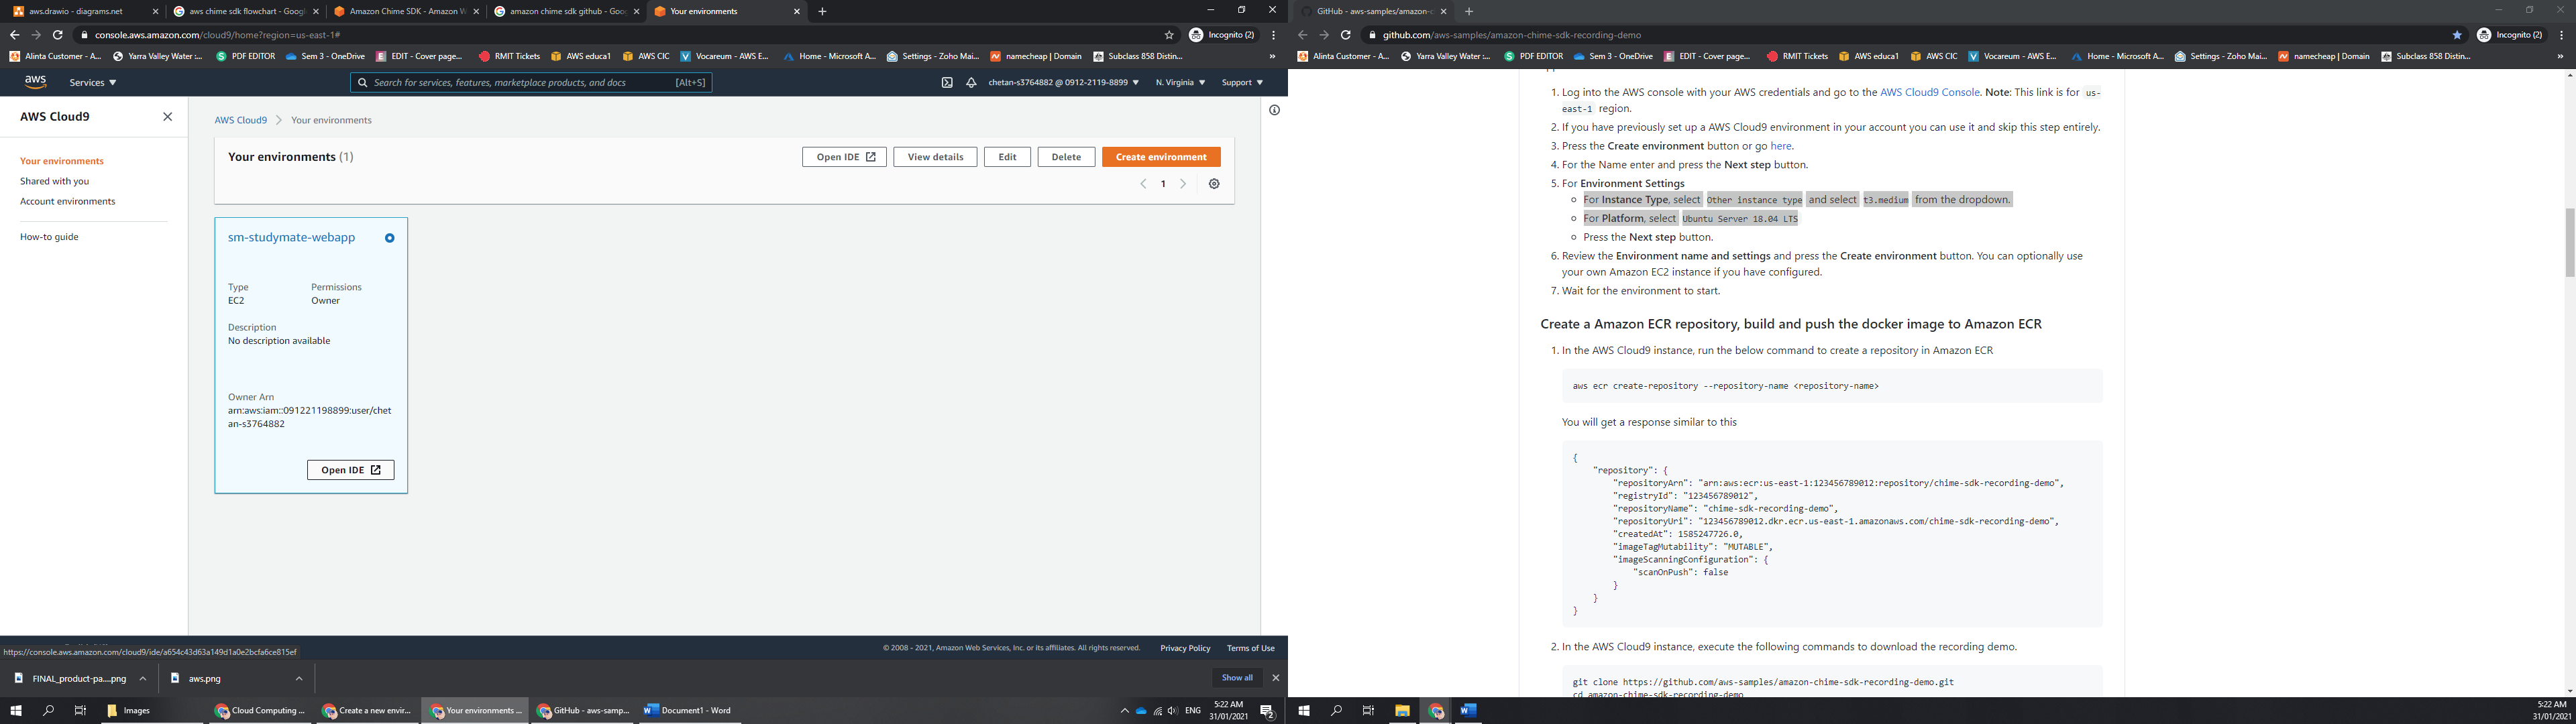 aws.drawio - diagrams.net
aws chime sdk flowchart - Googl
Amazon Chime SDK - Amazon W
amazon chime sdk github - Goog
Your environments
console.aws.amazon.com/cloud9/home?region=us-east-1#
Incognito (2)
Alinta Customer - A...
Yarra Valley Water :...
PDF EDITOR
Sem 3 - OneDrive
EDIT - Cover page...
RMIT Tickets
AWS educa1
AWS CIC
Vocareum - AWS E...
Home - Microsoft A...
Settings - Zoho Mai...
namecheap | Domain
Subclass 858 Distin...
»
aws
Services
Search for services, features, marketplace products, and docs
[Alt+S]
chetan-s3764882 @ 0912-2119-8899
N. Virginia
Support
AWS Cloud9
Your environments
Shared with you
Account environments
How-to guide
AWS Cloud9 > Your environments
Your environments (1)
Open IDE
View details
Edit
Delete
Create environment
1
sm-studymate-webapp
Type
EC2
Permissions
Owner
Description
No description available
Owner Arn
arn:aws:iam::091221198899:user/chet
an-s3764882
Open IDE
© 2008 - 2021, Amazon Web Services, Inc. or its affiliates. All rights reserved.
Privacy Policy
Terms of Use
https://console.aws.amazon.com/cloud9/ide/a654c43d63a149d1a0e2bcfa6ce815ef
FINAL_product-pa....png
aws.png
Show all
Images
Cloud Computing ...
Create a new envir...
Your environments ...
GitHub - aws-samp...
Document1 - Word
ENG
5:22 AM
31/01/2021
2
GitHub - aws-samples/amazon-c
github.com/aws-samples/amazon-chime-sdk-recording-demo
Incognito (2)
Alinta Customer - A...
Yarra Valley Water :...
PDF EDITOR
Sem 3 - OneDrive
EDIT - Cover page...
RMIT Tickets
AWS educa1
AWS CIC
Vocareum - AWS E...
Home - Microsoft A...
Settings - Zoho Mai...
namecheap | Domain
Subclass 858 Distin...
»
1. Log into the AWS console with your AWS credentials and go to the AWS Cloud9 Console. Note: This link is for us-
east-1 region.
2. If you have previously set up a AWS Cloud9 environment in your account you can use it and skip this step entirely.
3. Press the Create environment button or go here.
4. For the Name enter and press the Next step button.
5. For Environment Settings
For Instance Type, select Other instance type and select t3.medium from the dropdown.
For Platform, select Ubuntu Server 18.04 LTS
Press the Next step button.
6. Review the Environment name and settings and press the Create environment button. You can optionally use
your own Amazon EC2 instance if you have configured.
7. Wait for the environment to start.
Create a Amazon ECR repository, build and push the docker image to Amazon ECR
1. In the AWS Cloud9 instance, run the below command to create a repository in Amazon ECR
aws ecr create-repository --repository-name <repository-name>
You will get a response similar to this
{
"repository": {
"repositoryArn": "arn:aws:ecr:us-east-1:123456789012:repository/chime-sdk-recording-demo",
"registryId": "123456789012",
"repositoryName": "chime-sdk-recording-demo",
"repositoryUri": "123456789012.dkr.ecr.us-east-1.amazonaws.com/chime-sdk-recording-demo",
"createdAt": 1585247726.0,
"imageTagMutability": "MUTABLE",
"imageScanningConfiguration": {
"scanOnPush": false
}
}
}
2. In the AWS Cloud9 instance, execute the following commands to download the recording demo.
git clone https://github.com/aws-samples/amazon-chime-sdk-recording-demo.git
cd amazon-chime-sdk-recording-demo
5:22 AM
31/01/2021